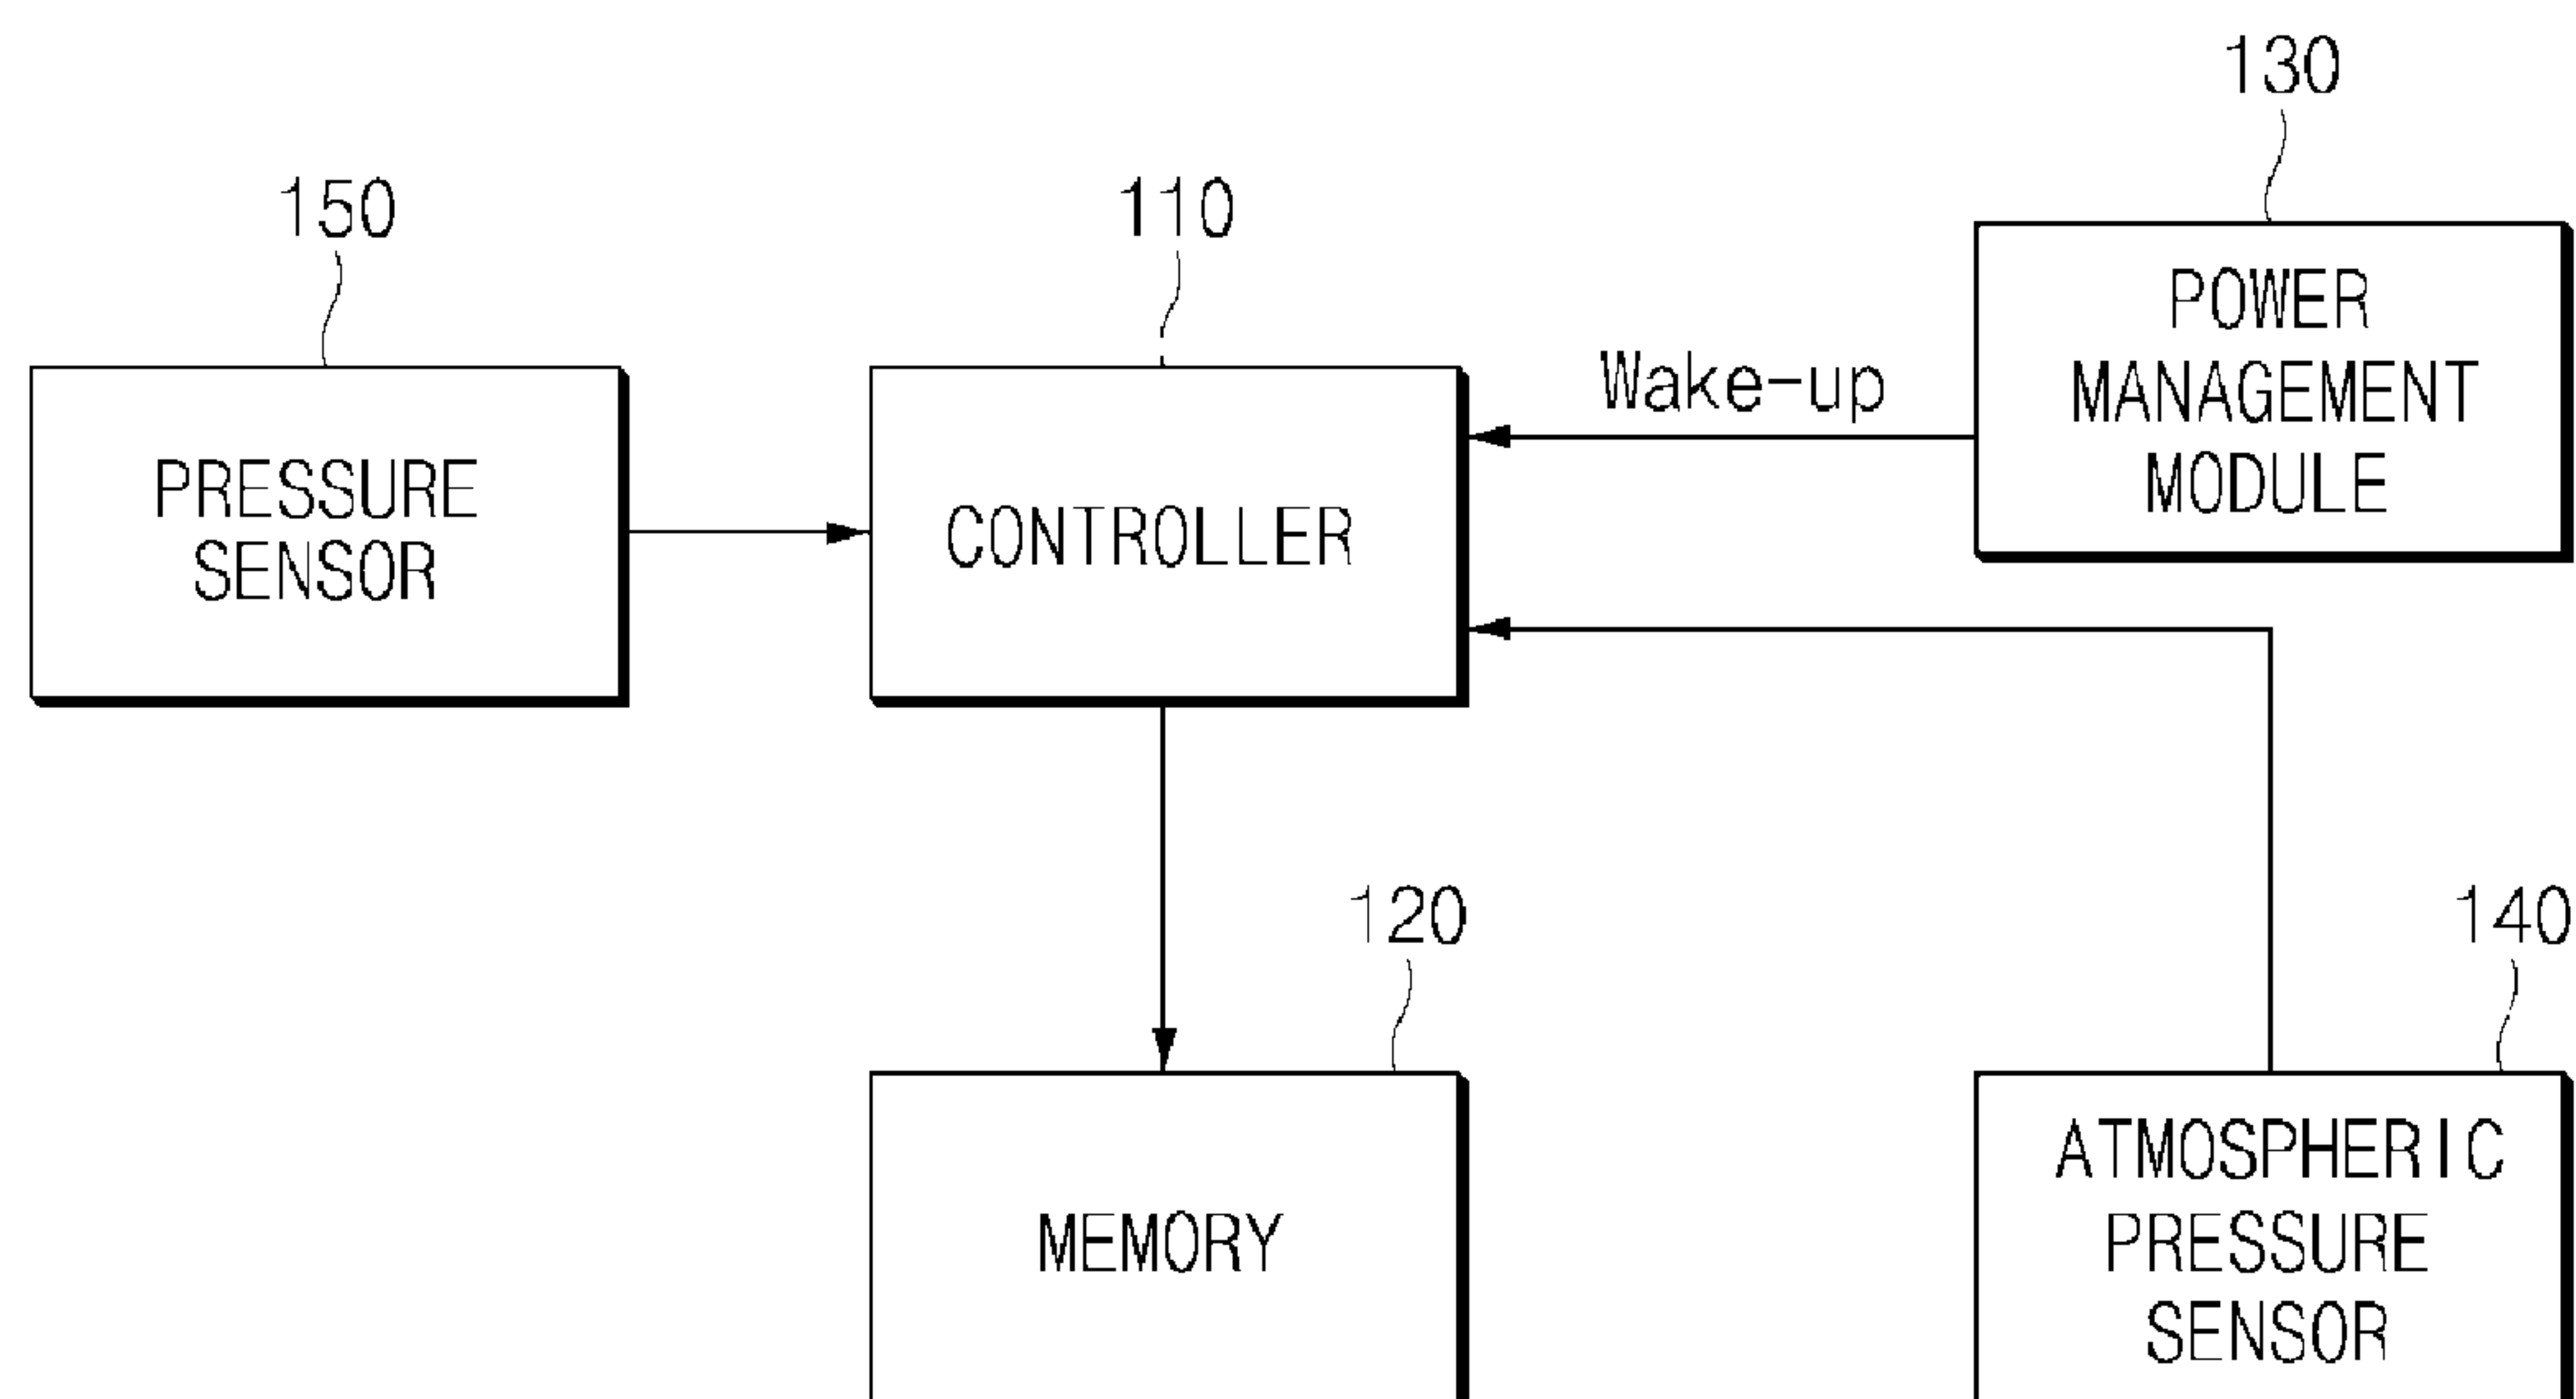 130
150
110
POWER
MANAGEMENT
MODULE
Wake-up
PRESSURE
SENSOR
CONTROLLER
120
140
MEMORY
ATMOSPHERIC
PRESSURE
SENSOR